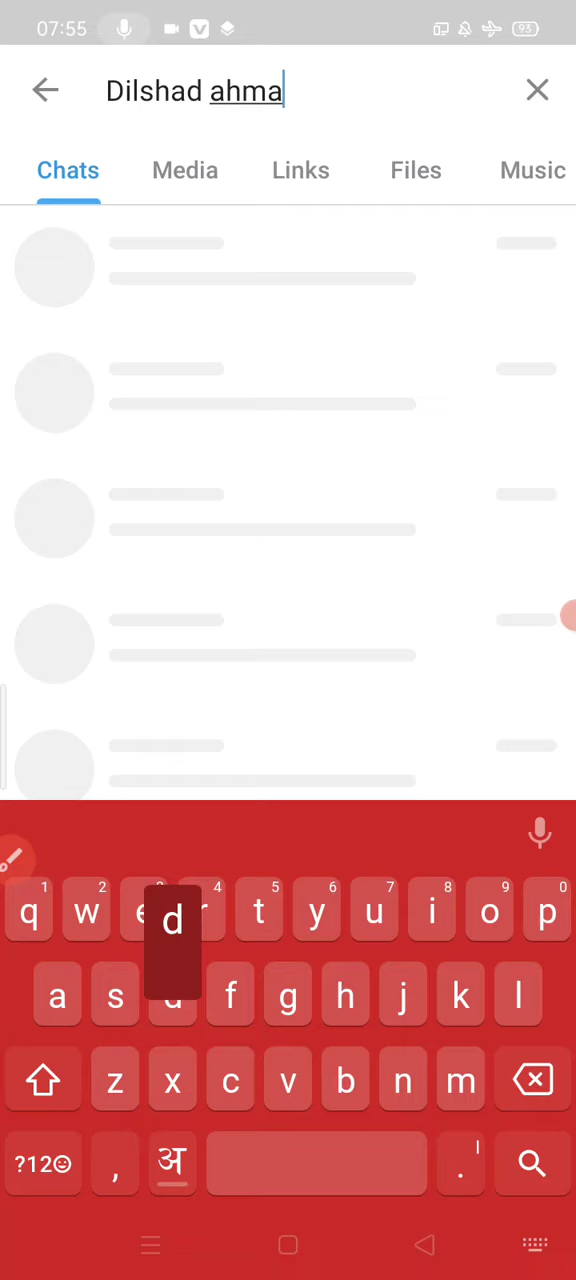 07:55 93
Dilshad ahma
Chats Media Links Files Music
1 2 3 4 5 6 7 8 9 0
q w e r t y u i o p
d
a s d f g h j k l
z x c v b n m
?12 , अ . |